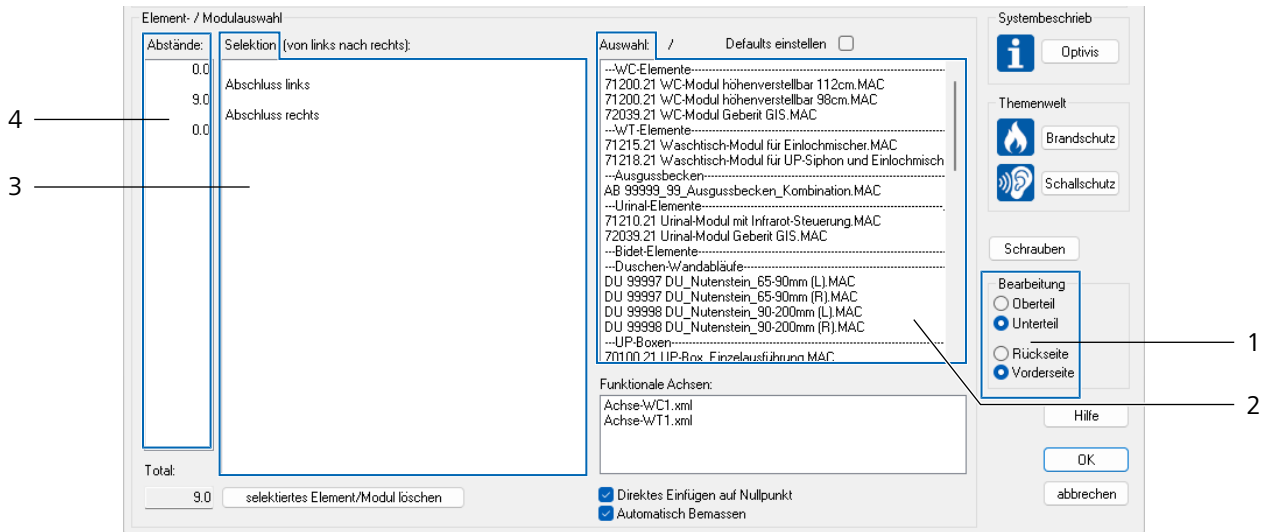 Element- / Modulauswahl
Abstände:
0.0
9.0
0.0
Total:
9.0
Selektion (von links nach rechts):
Abschluss links
Abschluss rechts
selektiertes Element/Modul löschen
Auswahl: / Defaults einstellen
---WC-Elemente---
71200.21 WC-Modul höhenverstellbar 112cm.MAC
71200.21 WC-Modul höhenverstellbar 98cm.MAC
72039.21 WC-Modul Geberit GIS.MAC
---WT-Elemente---
71215.21 Waschtisch-Modul für Einlochmischer.MAC
71218.21 Waschtisch-Modul für UP-Siphon und Einlochmisch
---Ausgussbecken---
AB 99999_99_Ausgussbecken_Kombination.MAC
---Urinal-Elemente---
71210.21 Urinal-Modul mit Infrarot-Steuerung.MAC
72039.21 Urinal-Modul Geberit GIS.MAC
---Bidet-Elemente---
---Duschen-Wandabläufe---
DU 99997 DU_Nutenstein_65-90mm (L).MAC
DU 99997 DU_Nutenstein_65-90mm (R).MAC
DU 99998 DU_Nutenstein_90-200mm (L).MAC
DU 99998 DU_Nutenstein_90-200mm (R).MAC
---UP-Boxen---
70100.21 UP-Box Einzelausführung.MAC
Funktionale Achsen:
Achse-WC1.xml
Achse-WT1.xml
Direktes Einfügen auf Nullpunkt
Automatisch Bemassen
Systembeschrieb
Optivis
Themenwelt
Brandschutz
Schallschutz
Schrauben
Bearbeitung
Oberteil
Unterteil
Rückseite
Vorderseite
Hilfe
OK
abbrechen
4
3
1
2